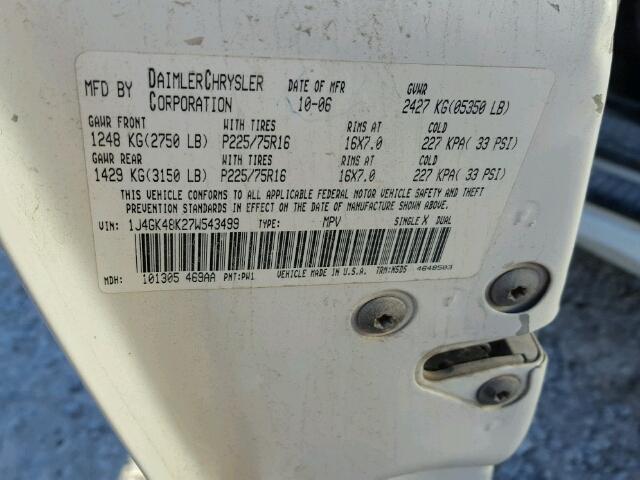 MFD BY DAIMLERCHRYSLER CORPORATION DATE OF MFR 10-06 GVWR 2427 KG(05350 LB)
GAWR FRONT WITH TIRES RIMS AT COLD
1248 KG(2750 LB) P225/75R16 16X7.0 227 KPA( 33 PSI)
GAWR REAR WITH TIRES RIMS AT COLD
1429 KG(3150 LB) P225/75R16 16X7.0 227 KPA( 33 PSI)
THIS VEHICLE CONFORMS TO ALL APPLICABLE FEDERAL MOTOR VEHICLE SAFETY AND THEFT
PREVENTION STANDARDS IN EFFECT ON THE DATE OF MANUFACTURE SHOWN ABOVE.
VIN: 1J4GK48K27W543499 TYPE: MPV SINGLE X DUAL
MDH: 101305 469AA PNT:PW1 VEHICLE MADE IN U.S.A. TRM:N5D5 4648503